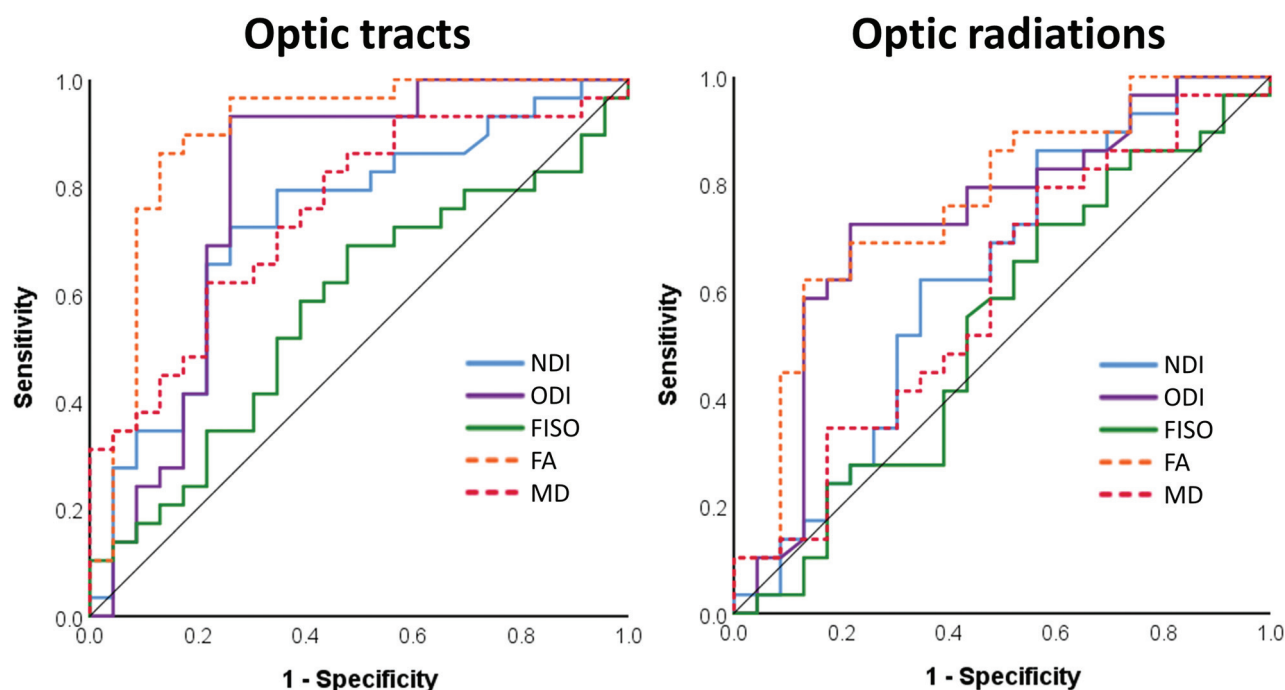 Optic tracts
Sensitivity
1.0
0.8
0.6
0.4
0.2
0.0
NDI
ODI
FISO
FA
MD
0.0 0.2 0.4 0.6 0.8 1.0
1 - Specificity
Optic radiations
Sensitivity
1.0
0.8
0.6
0.4
0.2
0.0
NDI
ODI
FISO
FA
MD
0.0 0.2 0.4 0.6 0.8 1.0
1 - Specificity